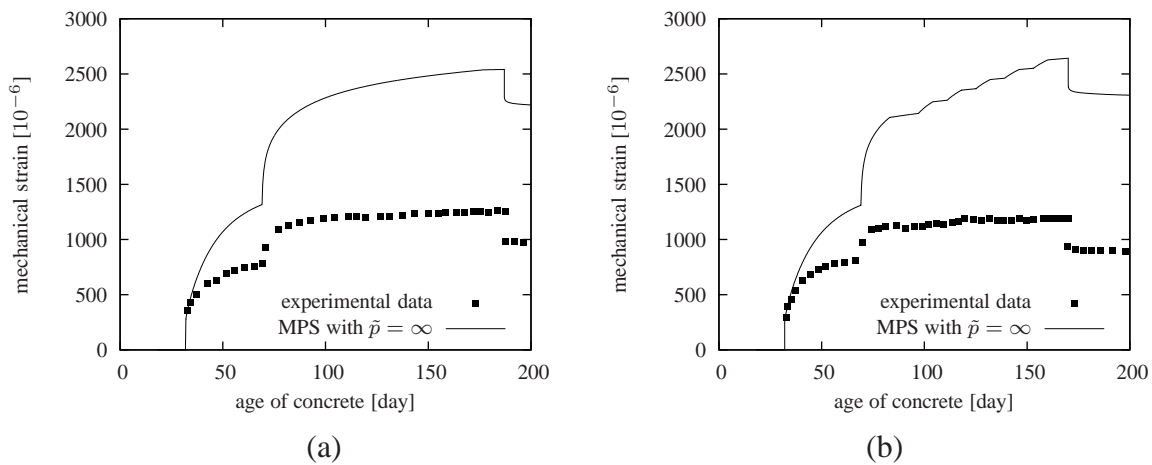 3000
2500
2000
1500
1000
500
0
mechanical strain [10⁻⁶]
experimental data
MPS with p̃ = ∞
0 50 100 150 200
age of concrete [day]
(a)
3000
2500
2000
1500
1000
500
0
mechanical strain [10⁻⁶]
experimental data
MPS with p̃ = ∞
0 50 100 150 200
age of concrete [day]
(b)